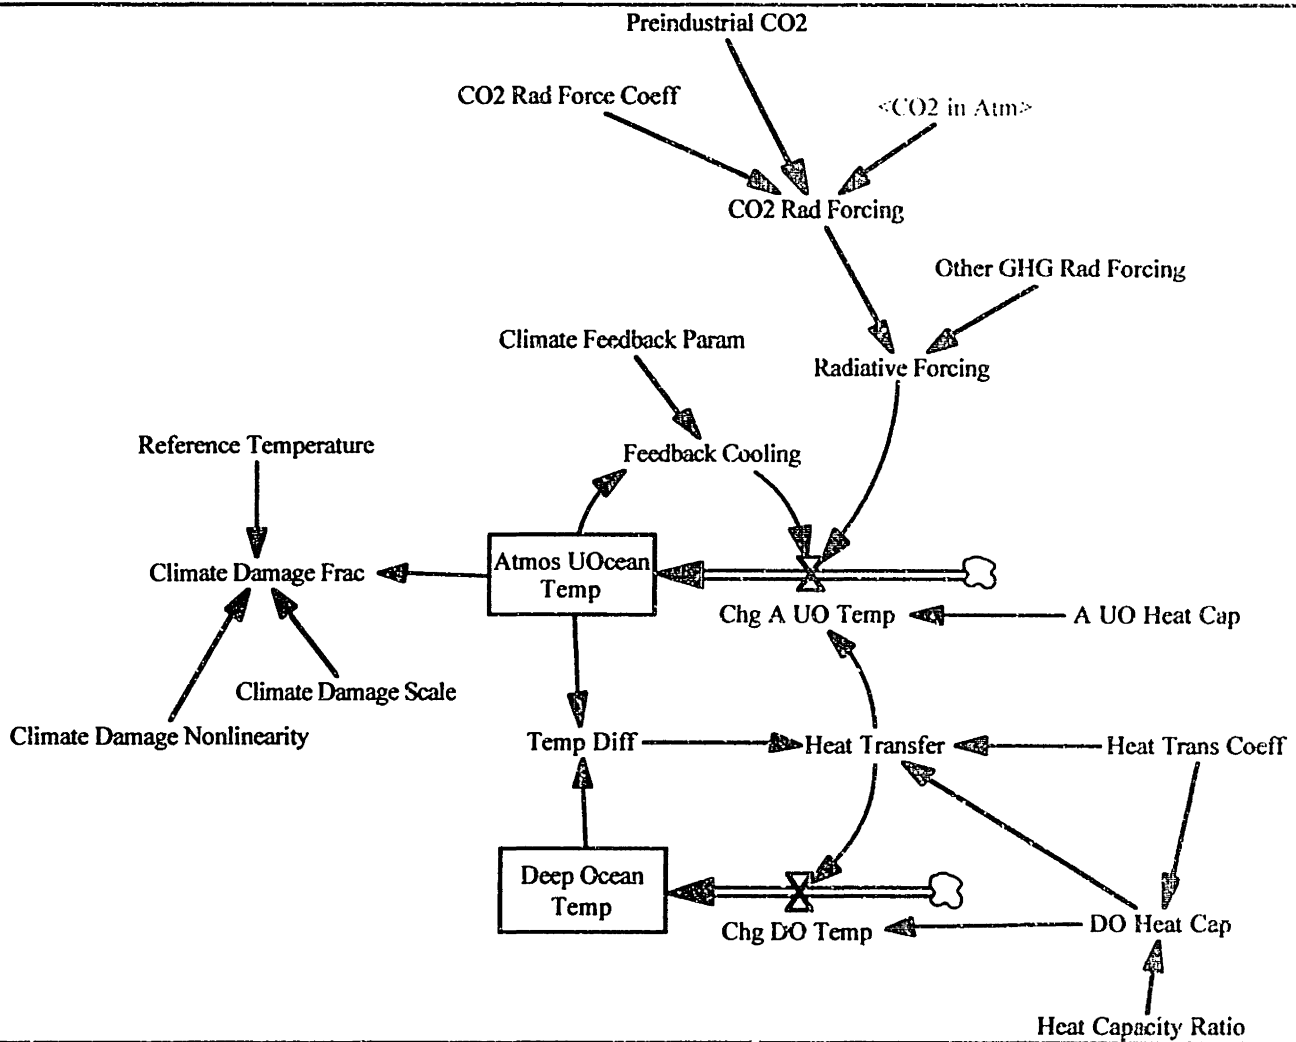 Preindustrial CO2
CO2 Rad Force Coeff
<CO2 in Atm>
CO2 Rad Forcing
Other GHG Rad Forcing
Climate Feedback Param
Radiative Forcing
Reference Temperature
Feedback Cooling
Atmos UOcean
Temp
Climate Damage Frac
Chg A UO Temp
A UO Heat Cap
Climate Damage Scale
Climate Damage Nonlinearity
Temp Diff
Heat Transfer
Heat Trans Coeff
Deep Ocean
Temp
Chg DO Temp
DO Heat Cap
Heat Capacity Ratio